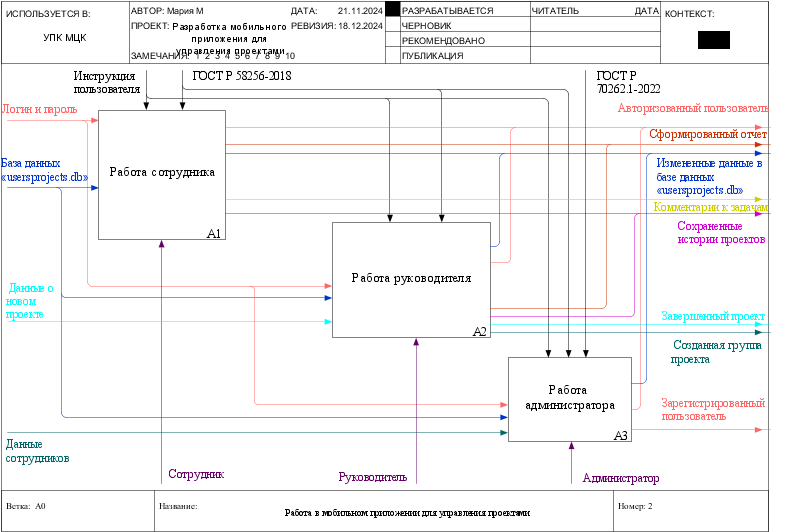 ИСПОЛЬЗУЕТСЯ В:
УПК МЦК
АВТОР: Мария М
ДАТА: 21.11.2024
ПРОЕКТ: Разработка мобильного
приложения для
управления проектами
РЕВИЗИЯ: 18.12.2024
ЗАМЕЧАНИЯ: 1 2 3 4 5 6 7 8 9 10
РАЗРАБАТЫВАЕТСЯ
ЧЕРНОВИК
РЕКОМЕНДОВАНО
ПУБЛИКАЦИЯ
ЧИТАТЕЛЬ
ДАТА
КОНТЕКСТ:
Инструкция
пользователя
ГОСТ Р 58256-2018
ГОСТ Р
70262.1-2022
Логин и пароль
Авторизованный пользователь
Сформированный отчет
База данных
«usersprojects.db»
Работа сотрудника
А1
Измененные данные в
базе данных
«usersprojects.db»
Комментарии к задачам
Сохраненные
истории проектов
Данные о
новом
проекте
Работа руководителя
А2
Завершенный проект
Созданная группа
проекта
Работа
администратора
А3
Зарегистрированный
пользователь
Данные
сотрудников
Сотрудник
Руководитель
Администратор
Ветка: А0
Название:
Работа в мобильном приложении для управления проектами
Номер: 2